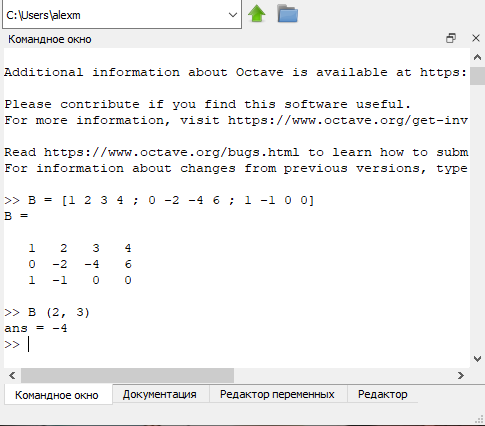 C:\Users\alexm
Командное окно
Additional information about Octave is available at https:
Please contribute if you find this software useful.
For more information, visit https://www.octave.org/get-inv
Read https://www.octave.org/bugs.html to learn how to subm
For information about changes from previous versions, type
>> B = [1 2 3 4 ; 0 -2 -4 6 ; 1 -1 0 0]
B =
1 2 3 4
0 -2 -4 6
1 -1 0 0
>> B (2, 3)
ans = -4
>>
Командное окно Документация Редактор переменных Редактор